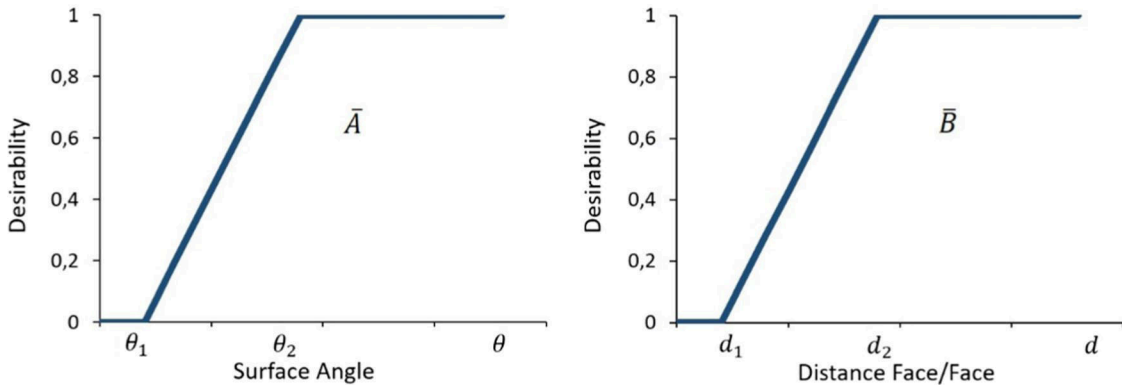 Desirability
1
0,8
0,6
0,4
0,2
0
Ā
θ₁ θ₂ θ
Surface Angle
Desirability
1
0,8
0,6
0,4
0,2
0
B̄
d₁ d₂ d
Distance Face/Face